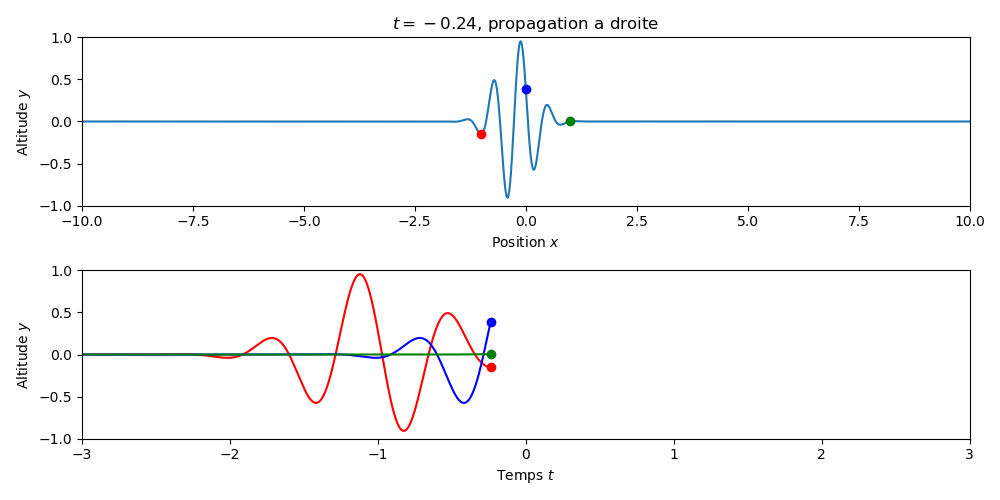 t = −0.24, propagation a droite
1.0
0.5
0.0
−0.5
−1.0
Altitude y
−10.0 −7.5 −5.0 −2.5 0.0 2.5 5.0 7.5 10.0
Position x
1.0
0.5
0.0
−0.5
−1.0
Altitude y
−3 −2 −1 0 1 2 3
Temps t